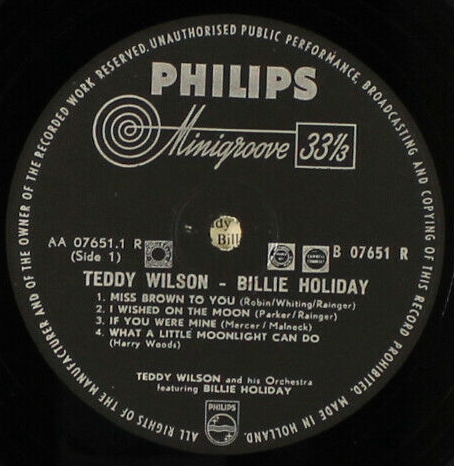 ALL RIGHTS OF THE MANUFACTURER AND OF THE OWNER OF THE RECORDED WORK RESERVED. UNAUTHORISED PUBLIC PERFORMANCE, BROADCASTING AND COPYING OF THIS RECORD PROHIBITED. MADE IN HOLLAND.
PHILIPS
Minigroove 33⅓
dy
Bill
AA 07651.1 R
B 07651 R
(Side 1)
TEDDY WILSON - BILLIE HOLIDAY
1. MISS BROWN TO YOU (Robin/Whiting/Rainger)
2. I WISHED ON THE MOON (Parker/Rainger)
3. IF YOU WERE MINE (Mercer/Malneck)
4. WHAT A LITTLE MOONLIGHT CAN DO
(Harry Woods)
TEDDY WILSON and his Orchestra
featuring BILLIE HOLIDAY
PHILIPS